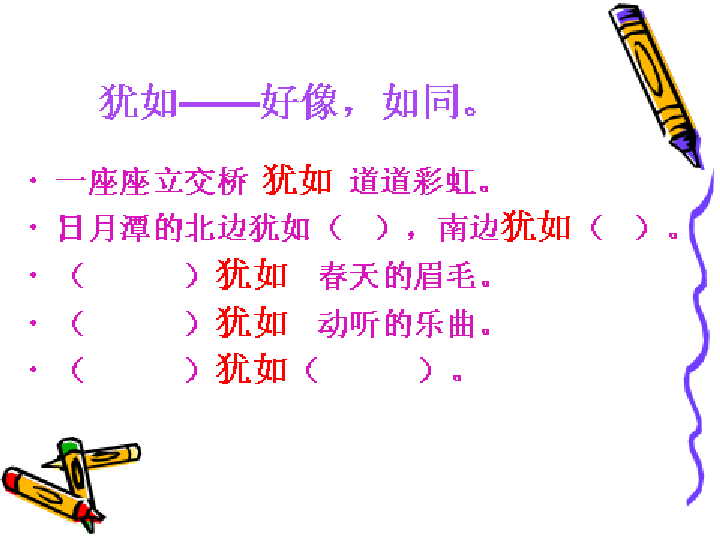 犹如——好像，如同。
· 一座座立交桥 犹如 道道彩虹。
· 日月潭的北边犹如（ ），南边犹如（ ）。
· （ ）犹如 春天的眉毛。
· （ ）犹如 动听的乐曲。
· （ ）犹如（ ）。